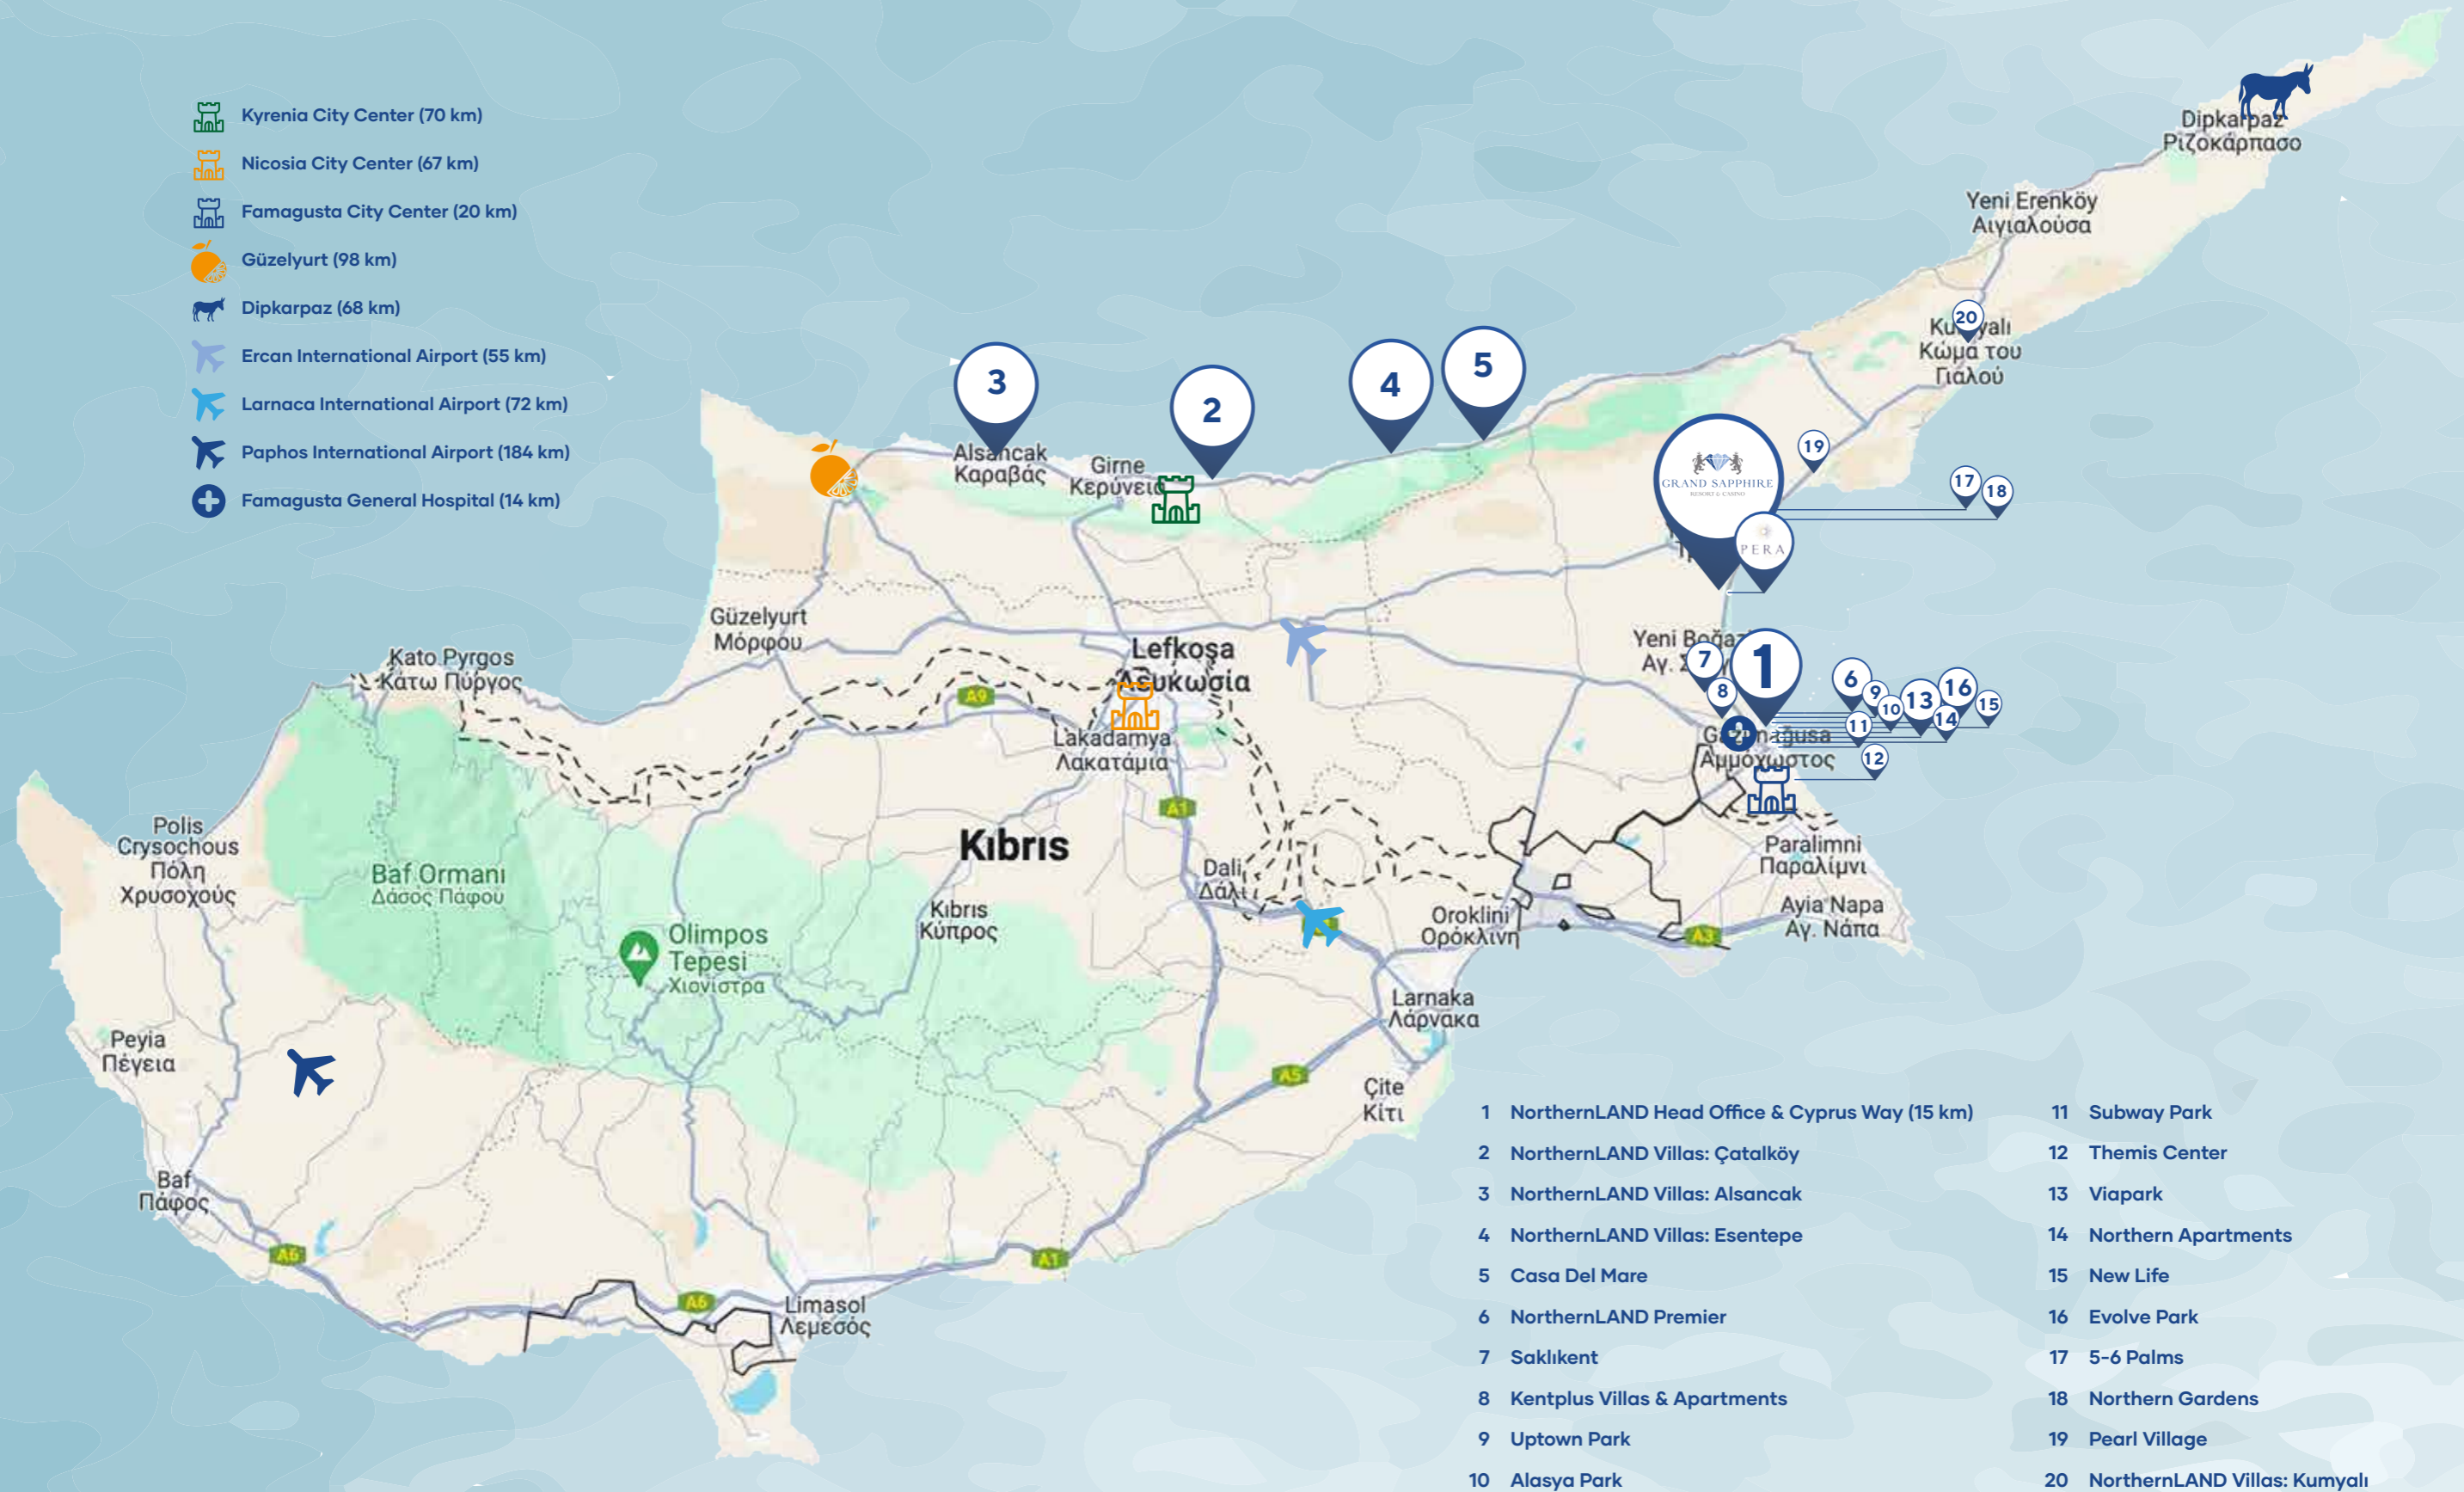 Kyrenia City Center (70 km)
Nicosia City Center (67 km)
Famagusta City Center (20 km)
Güzelyurt (98 km)
Dipkarpaz (68 km)
Ercan International Airport (55 km)
Larnaca International Airport (72 km)
Paphos International Airport (184 km)
Famagusta General Hospital (14 km)
Dipkarpaz
Ριζοκάρπασο
Yeni Erenköy
Αιγιαλούσα
20
Κώμα του
Γιαλού
3
2
4
5
Alsancak
Καραβάς
Girne
Κερύνεια
GRAND SAPPHIRE
RESORT & CASINO
PERA
19
17
18
Güzelyurt
Μόρφου
Kato Pyrgos
Κάτω Πύργος
Lefkoşa
Λευκωσία
A9
Lakadamya
Λακατάμια
Yeni
7
1
8
6
9
10
13
16
15
11
14
12
Αμμόχωστος
A1
Kıbrıs
Polis
Crysochous
Πόλη
Χρυσοχούς
Baf Ormanı
Δάσος Πάφου
Dali
Δάλι
Paralimni
Παραλίμνι
Kıbrıs
Κύπρος
Oroklini
Ορόκλινη
Ayia Napa
Αγ. Νάπα
A3
Olimpos
Tepesi
Χιονίστρα
Larnaka
Λάρνακα
Peyia
Πέγεια
A5
Çite
Κίτι
Baf
Πάφος
A6
A1
A6
Limasol
Λεμεσός
1 NorthernLAND Head Office & Cyprus Way (15 km)
2 NorthernLAND Villas: Çatalköy
3 NorthernLAND Villas: Alsancak
4 NorthernLAND Villas: Esentepe
5 Casa Del Mare
6 NorthernLAND Premier
7 Saklıkent
8 Kentplus Villas & Apartments
9 Uptown Park
10 Alasya Park
11 Subway Park
12 Themis Center
13 Viapark
14 Northern Apartments
15 New Life
16 Evolve Park
17 5-6 Palms
18 Northern Gardens
19 Pearl Village
20 NorthernLAND Villas: Kumyalı